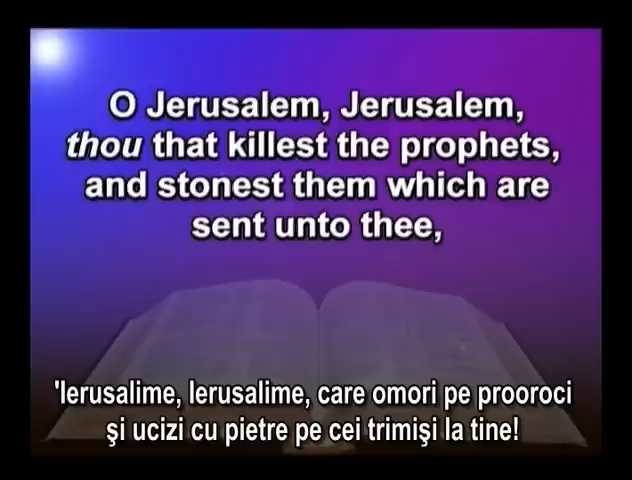 O Jerusalem, Jerusalem,
thou that killest the prophets,
and stonest them which are
sent unto thee,
'Ierusalime, Ierusalime, care omori pe prooroci
şi ucizi cu pietre pe cei trimişi la tine!